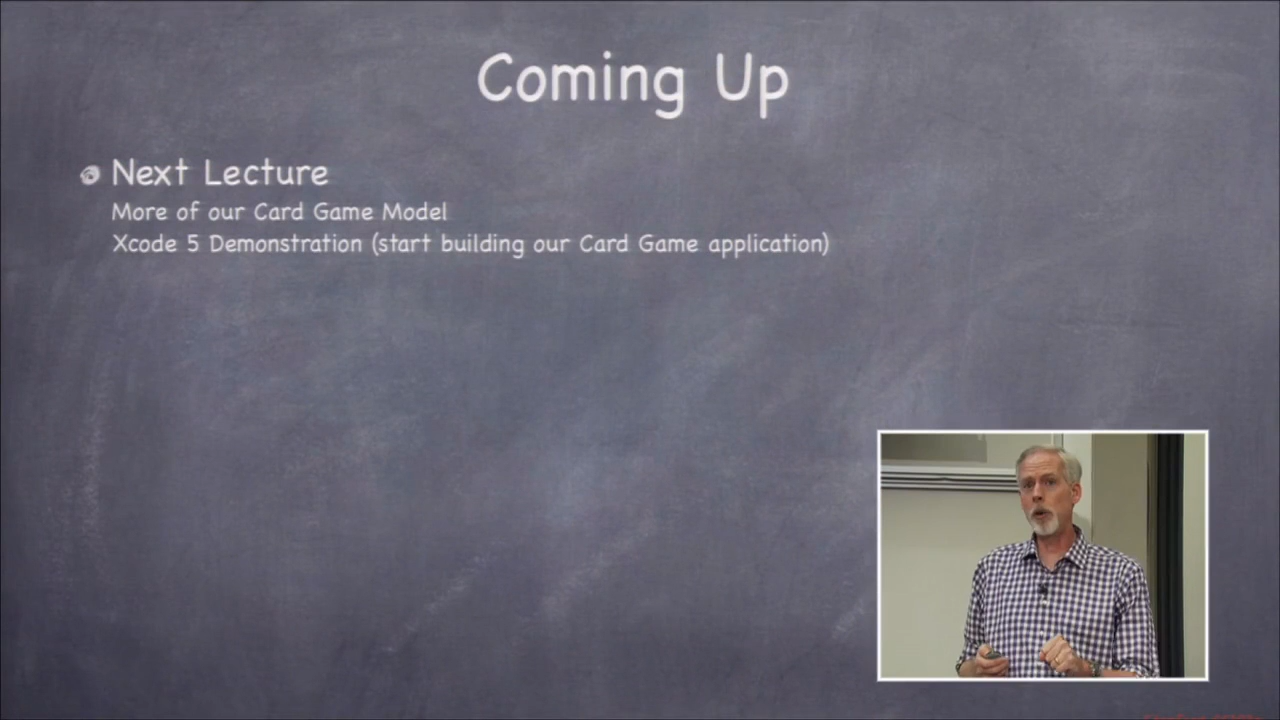 Coming Up
Next Lecture
More of our Card Game Model
Xcode 5 Demonstration (start building our Card Game application)